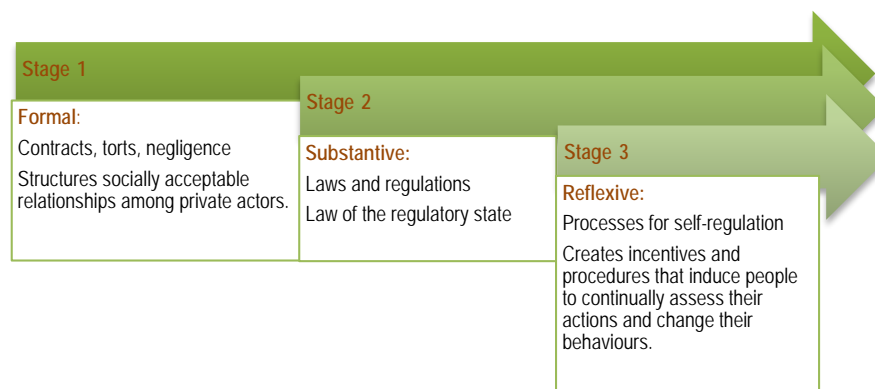 Stage 1
Formal:
Contracts, torts, negligence
Structures socially acceptable
relationships among private actors.
Stage 2
Substantive:
Laws and regulations
Law of the regulatory state
Stage 3
Reflexive:
Processes for self-regulation
Creates incentives and
procedures that induce people
to continually assess their
actions and change their
behaviours.